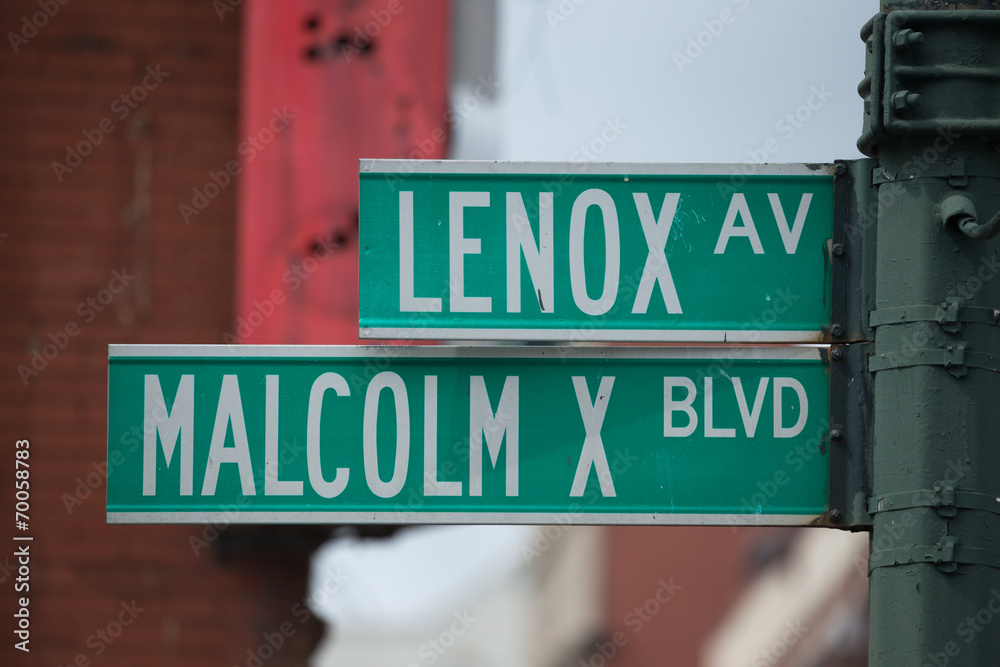 LENOX AV
MALCOLM X BLVD
70058783
Adobe Stock